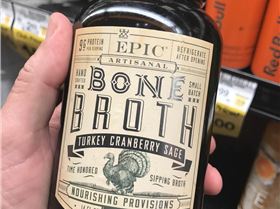 9g PROTEIN
PER SERVING
EPIC
REFRIGERATE
AFTER OPENING
ARTISANAL
HAND
CRAFTED
BONE
SMALL
BATCH
BROTH
TURKEY CRANBERRY SAGE
TIME HONORED
SIPPING BROTH
NOURISHING PROVISIONS